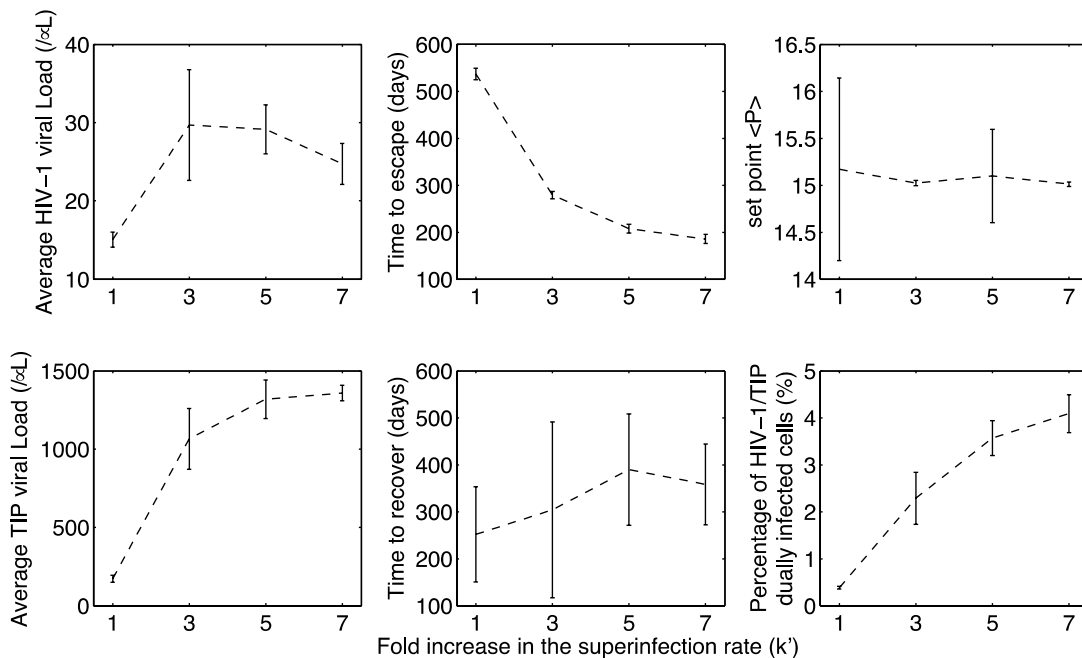 Average HIV−1 viral Load (/∝L)
40
30
20
10
1 3 5 7
Time to escape (days)
600
500
400
300
200
100
1 3 5 7
set point <P>
16.5
16
15.5
15
14.5
14
1 3 5 7
Average TIP viral Load (/∝L)
1500
1000
500
0
1 3 5 7
Time to recover (days)
600
500
400
300
200
100
1 3 5 7
Percentage of HIV−1/TIP
dually infected cells (%)
5
4
3
2
1
0
1 3 5 7
Fold increase in the superinfection rate (k')